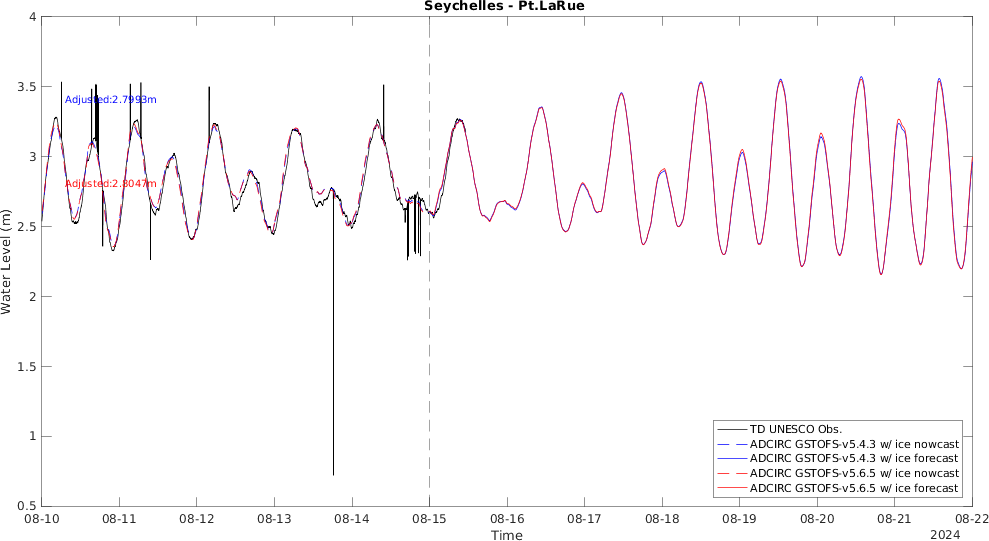 Seychelles - Pt.LaRue
4
3.5
3
2.5
2
1.5
1
0.5
Water Level (m)
Adjusted:2.7993m
Adjusted:2.8047m
TD UNESCO Obs.
ADCIRC GSTOFS-v5.4.3 w/ ice nowcast
ADCIRC GSTOFS-v5.4.3 w/ ice forecast
ADCIRC GSTOFS-v5.6.5 w/ ice nowcast
ADCIRC GSTOFS-v5.6.5 w/ ice forecast
08-10 08-11 08-12 08-13 08-14 08-15 08-16 08-17 08-18 08-19 08-20 08-21 08-22
Time
2024